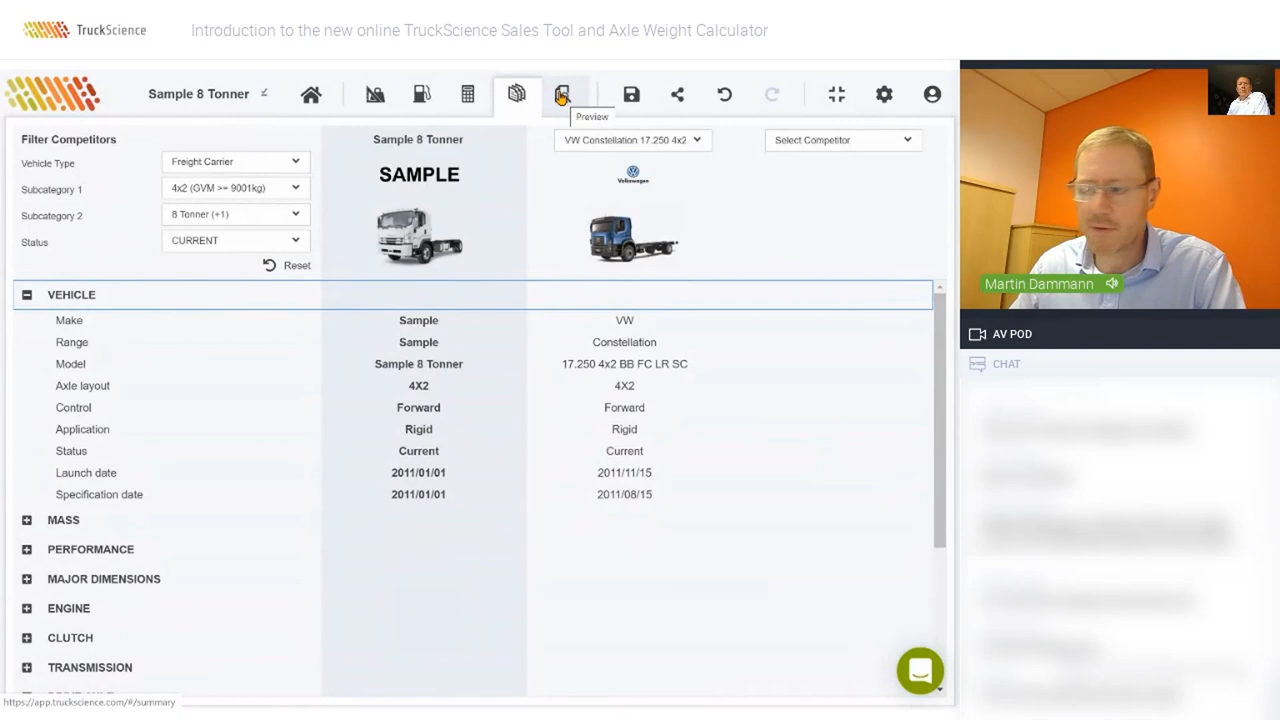 TruckScience
Introduction to the new online TruckScience Sales Tool and Axle Weight Calculator
Sample 8 Tonner
Preview
Filter Competitors
Vehicle Type Freight Carrier
Subcategory 1 4x2 (GVM >= 9001kg)
Subcategory 2 8 Tonner (+1)
Status CURRENT
Reset
Sample 8 Tonner
SAMPLE
VW Constellation 17.250 4x2
Volkswagen
Select Competitor
VEHICLE
Make Sample VW
Range Sample Constellation
Model Sample 8 Tonner 17.250 4x2 BB FC LR SC
Axle layout 4X2 4X2
Control Forward Forward
Application Rigid Rigid
Status Current Current
Launch date 2011/01/01 2011/11/15
Specification date 2011/01/01 2011/08/15
MASS
PERFORMANCE
MAJOR DIMENSIONS
ENGINE
CLUTCH
TRANSMISSION
https://app.truckscience.com/#/summary
Martin Dammann
AV POD
CHAT